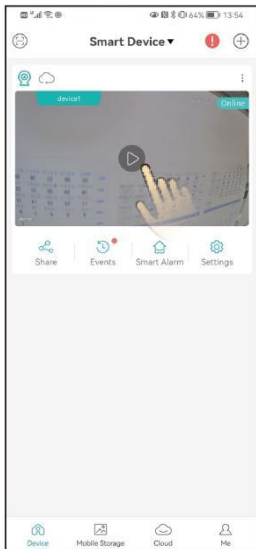 64% 13:54
Smart Device
device1
Online
Share Events Smart Alarm Settings
Device Mobile Storage Cloud Me